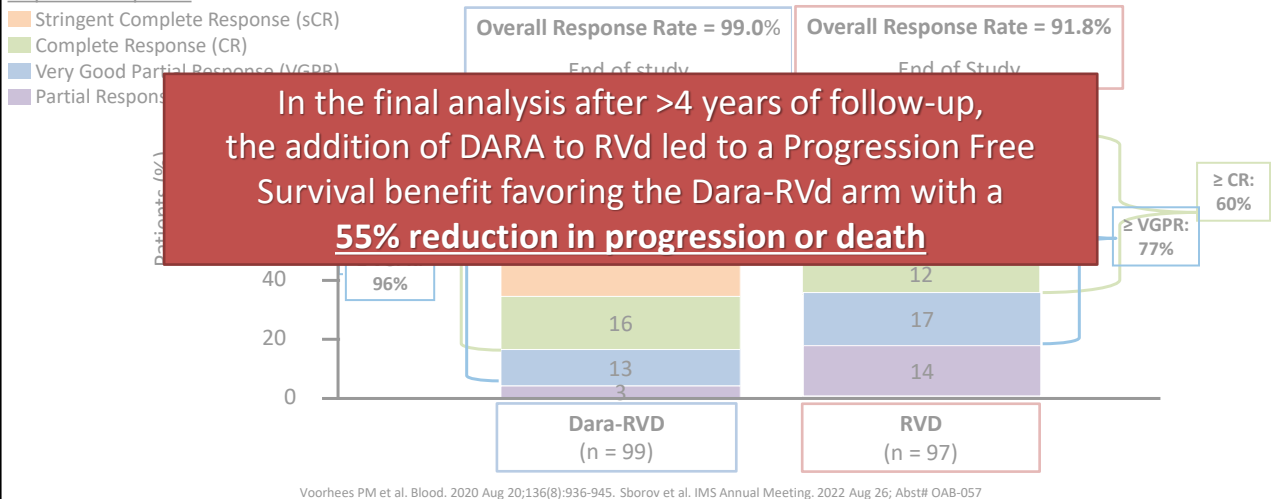 Stringent Complete Response (sCR)
Complete Response (CR)
Very Good Partial Response (VGPR)
Partial Respon
Overall Response Rate = 99.0%
End of study
Overall Response Rate = 91.8%
End of Study
In the final analysis after >4 years of follow-up,
the addition of DARA to RVd led to a Progression Free
Survival benefit favoring the Dara-RVd arm with a
55% reduction in progression or death
≥ CR:
60%
≥ VGPR:
77%
96%
Patients (%)
40
20
0
16
13
3
12
17
14
Dara-RVD
(n = 99)
RVD
(n = 97)
Voorhees PM et al. Blood. 2020 Aug 20;136(8):936-945. Sborov et al. IMS Annual Meeting. 2022 Aug 26; Abst# OAB-057